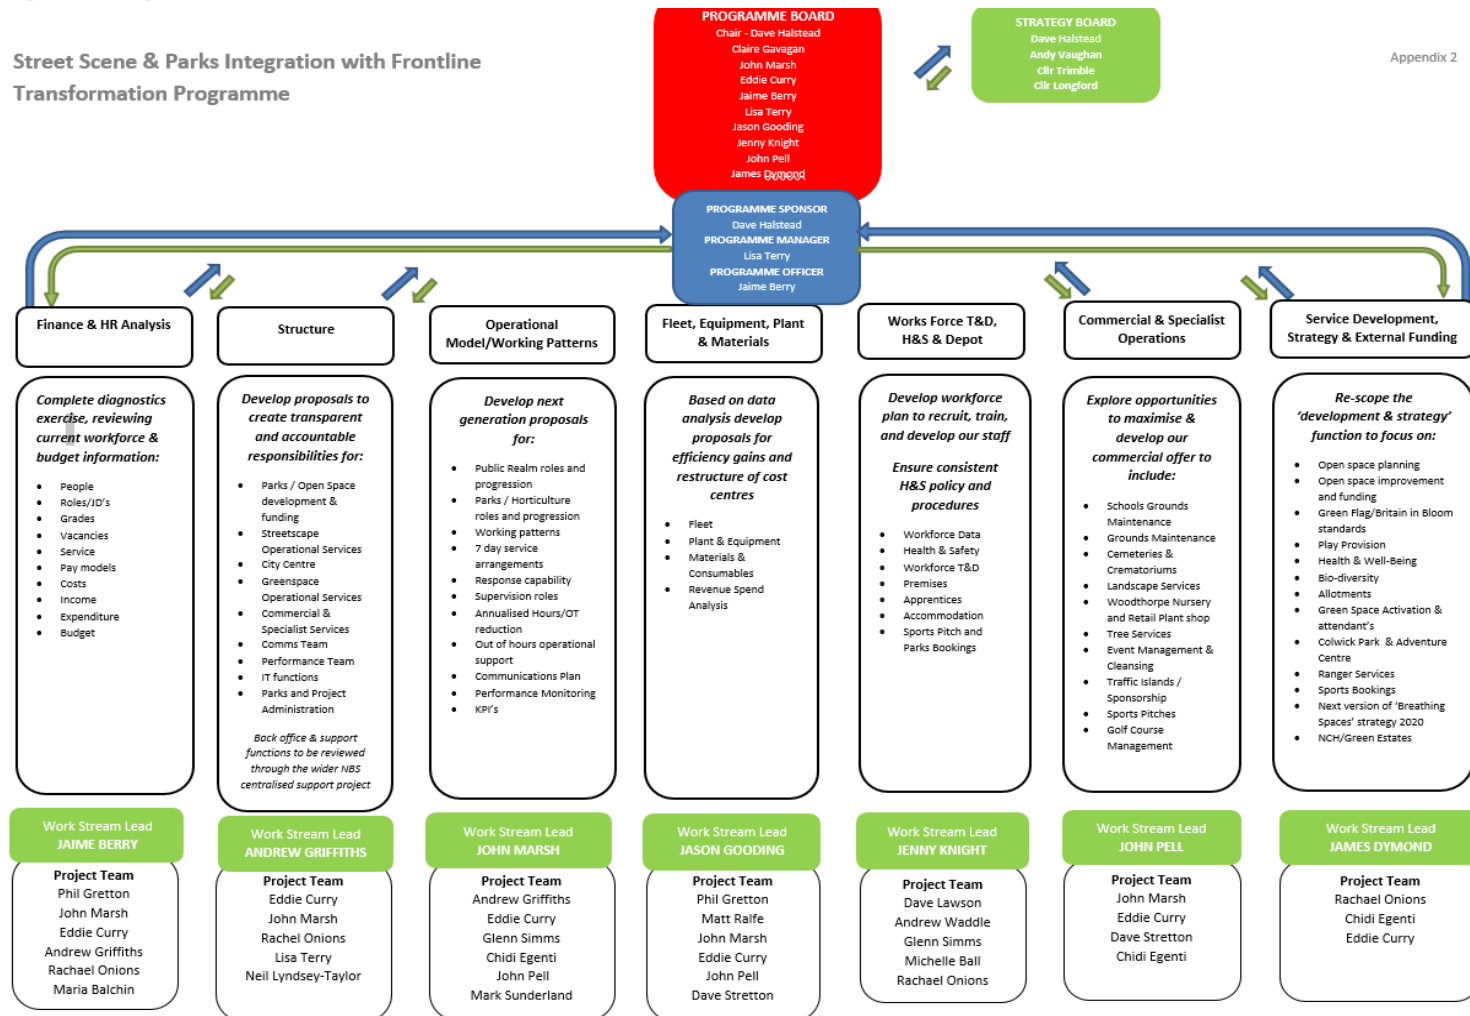 Street Scene & Parks Integration with Frontline
Transformation Programme
PROGRAMME BOARD
Chair - Dave Halstead
Claire Gavagan
John Marsh
Eddie Curry
Jaime Berry
Lisa Terry
Jason Gooding
Jenny Knight
John Pell
James Dymond
STRATEGY BOARD
Dave Halstead
Andy Vaughan
Cllr Trimble
Cllr Longford
Appendix 2
PROGRAMME SPONSOR
Dave Halstead
PROGRAMME MANAGER
Lisa Terry
PROGRAMME OFFICER
Jaime Berry
Finance & HR Analysis
Complete diagnostics
exercise, reviewing
current workforce &
budget information:
• People
• Roles/JD's
• Grades
• Vacancies
• Service
• Pay models
• Costs
• Income
• Expenditure
• Budget
Work Stream Lead
JAIME BERRY
Project Team
Phil Gretton
John Marsh
Eddie Curry
Andrew Griffiths
Rachael Onions
Maria Balchin
Structure
Develop proposals to
create transparent
and accountable
responsibilities for:
• Parks / Open Space
development &
funding
• Streetscape
Operational Services
• City Centre
• Greenspace
Operational Services
• Commercial &
Specialist Services
• Comms Team
• Performance Team
• IT functions
• Parks and Project
Administration
Back office & support
functions to be reviewed
through the wider NBS
centralised support project
Work Stream Lead
ANDREW GRIFFITHS
Project Team
Eddie Curry
John Marsh
Rachel Onions
Lisa Terry
Neil Lyndsey-Taylor
Operational
Model/Working Patterns
Develop next
generation proposals
for:
• Public Realm roles and
progression
• Parks / Horticulture
roles and progression
• Working patterns
• 7 day service
arrangements
• Response capability
• Supervision roles
• Annualised Hours/OT
reduction
• Out of hours operational
support
• Communications Plan
• Performance Monitoring
• KPI's
Work Stream Lead
JOHN MARSH
Project Team
Andrew Griffiths
Eddie Curry
Glenn Simms
Chidi Egenti
John Pell
Mark Sunderland
Fleet, Equipment, Plant
& Materials
Based on data
analysis develop
proposals for
efficiency gains and
restructure of cost
centres
• Fleet
• Plant & Equipment
• Materials &
Consumables
• Revenue Spend
Analysis
Work Stream Lead
JASON GOODING
Project Team
Phil Gretton
Matt Ralfe
John Marsh
Eddie Curry
John Pell
Dave Stretton
Works Force T&D,
H&S & Depot
Develop workforce
plan to recruit, train,
and develop our staff
Ensure consistent
H&S policy and
procedures
• Workforce Data
• Health & Safety
• Workforce T&D
• Premises
• Apprentices
• Accommodation
• Sports Pitch and
Parks Bookings
Work Stream Lead
JENNY KNIGHT
Project Team
Dave Lawson
Andrew Waddle
Glenn Simms
Michelle Ball
Rachael Onions
Commercial & Specialist
Operations
Explore opportunities
to maximise &
develop our
commercial offer to
include:
• Schools Grounds
Maintenance
• Grounds Maintenance
• Cemeteries &
Crematoriums
• Landscape Services
• Woodthorpe Nursery
and Retail Plant shop
• Tree Services
• Event Management &
Cleansing
• Traffic Islands /
Sponsorship
• Sports Pitches
• Golf Course
Management
Work Stream Lead
JOHN PELL
Project Team
John Marsh
Eddie Curry
Dave Stretton
Chidi Egenti
Service Development,
Strategy & External Funding
Re-scope the
‘development & strategy’
function to focus on:
• Open space planning
• Open space improvement
and funding
• Green Flag/Britain in Bloom
standards
• Play Provision
• Health & Well-Being
• Bio-diversity
• Allotments
• Green Space Activation &
attendant's
• Colwick Park & Adventure
Centre
• Ranger Services
• Sports Bookings
• Next version of ‘Breathing
Spaces’ strategy 2020
• NCH/Green Estates
Work Stream Lead
JAMES DYMOND
Project Team
Rachael Onions
Chidi Egenti
Eddie Curry